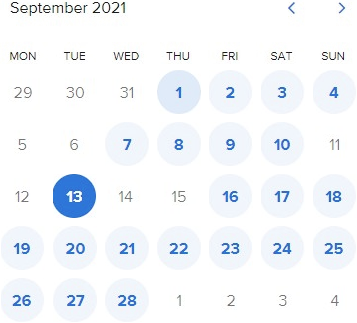 September 2021
MON TUE WED THU FRI SAT SUN
29 30 31 1 2 3 4
5 6 7 8 9 10 11
12 13 14 15 16 17 18
19 20 21 22 23 24 25
26 27 28 1 2 3 4